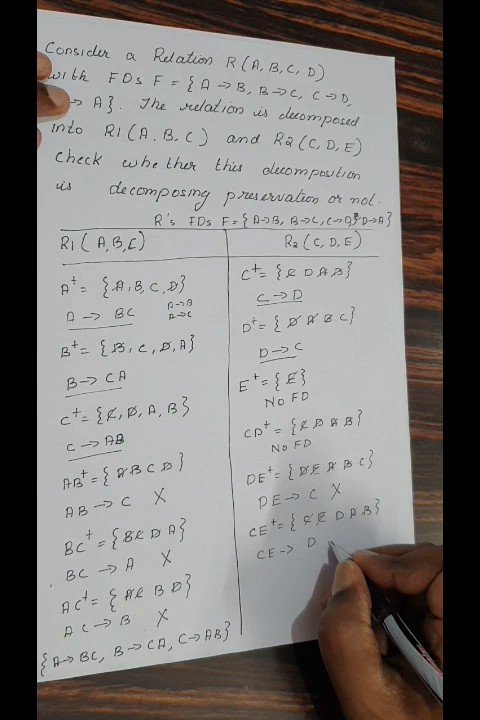 Consider a Relation R (A, B, C, D)
with FDs F = { A → B, B → C, C → D,
→ A}. The relation is decomposed
into R1 (A, B, C) and R2 (C, D, E)
Check whether this decomposition
is decomposing preservation or not.
R's FDs F = { A→B, B→C, C→D, D→A}
R1 ( A, B, C)
A+ = {A, B, C, D}
A → BC
A→B
A→C
B+ = {B, C, D, A}
B → CA
C+ = {C, D, A, B}
C → AB
AB+ = {A B C D}
AB → C X
BC+ = {B C D A}
BC → A X
AC+ = {A C B D}
AC → B X
{A→BC, B→CA, C→AB}
R2 ( C, D, E)
C+ = {C D A B}
C → D
D+ = {D A B C}
D → C
E+ = {E}
No FD
CD+ = {C D A B}
No FD
DE+ = {D E A B C}
DE → C X
CE+ = {C E D A B}
CE → D